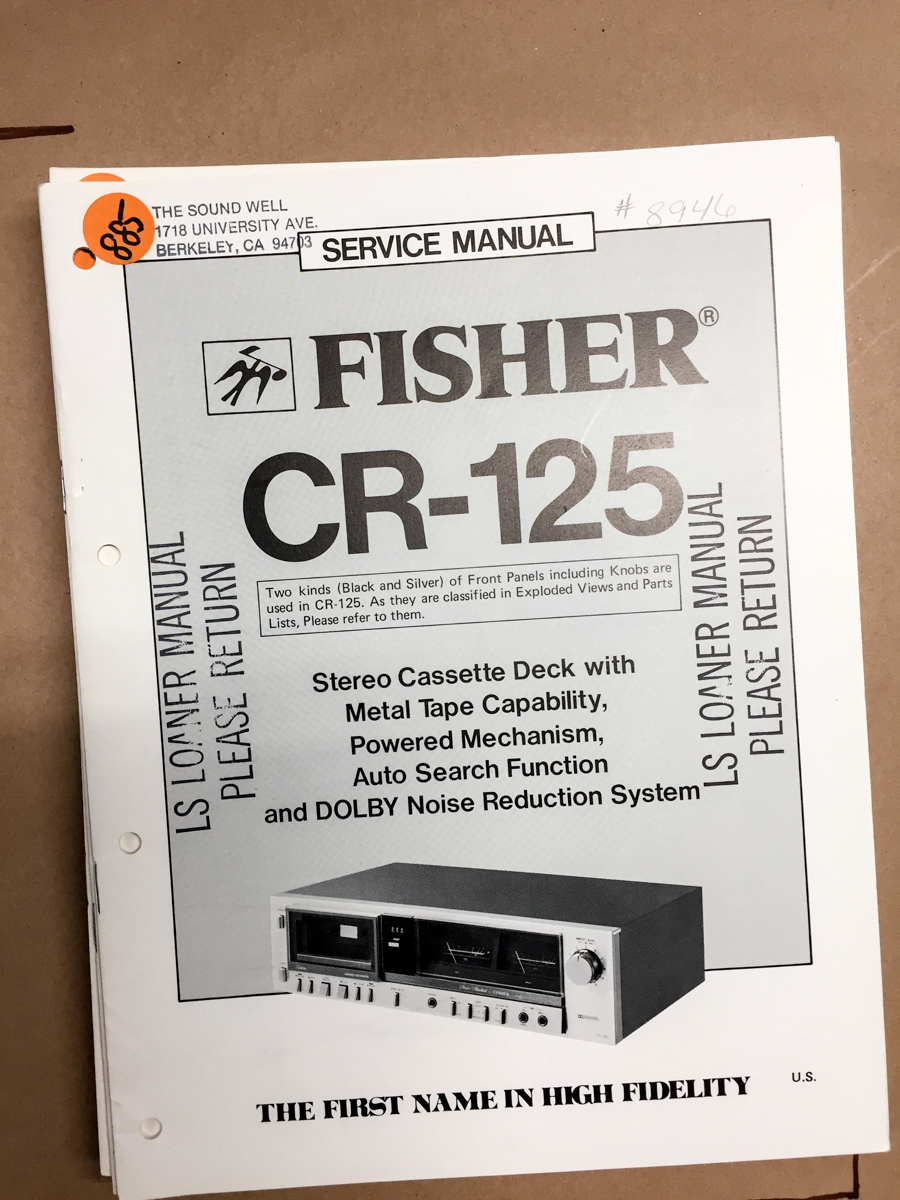 885
THE SOUND WELL
1718 UNIVERSITY AVE.
BERKELEY, CA 94703
# 8946
SERVICE MANUAL
FISHER®
CR-125
Two kinds (Black and Silver) of Front Panels including Knobs are
used in CR-125. As they are classified in Exploded Views and Parts
Lists, Please refer to them.
LS LOANER MANUAL
PLEASE RETURN
LS LOANER MANUAL
PLEASE RETURN
Stereo Cassette Deck with
Metal Tape Capability,
Powered Mechanism,
Auto Search Function
and DOLBY Noise Reduction System
THE FIRST NAME IN HIGH FIDELITY
U.S.